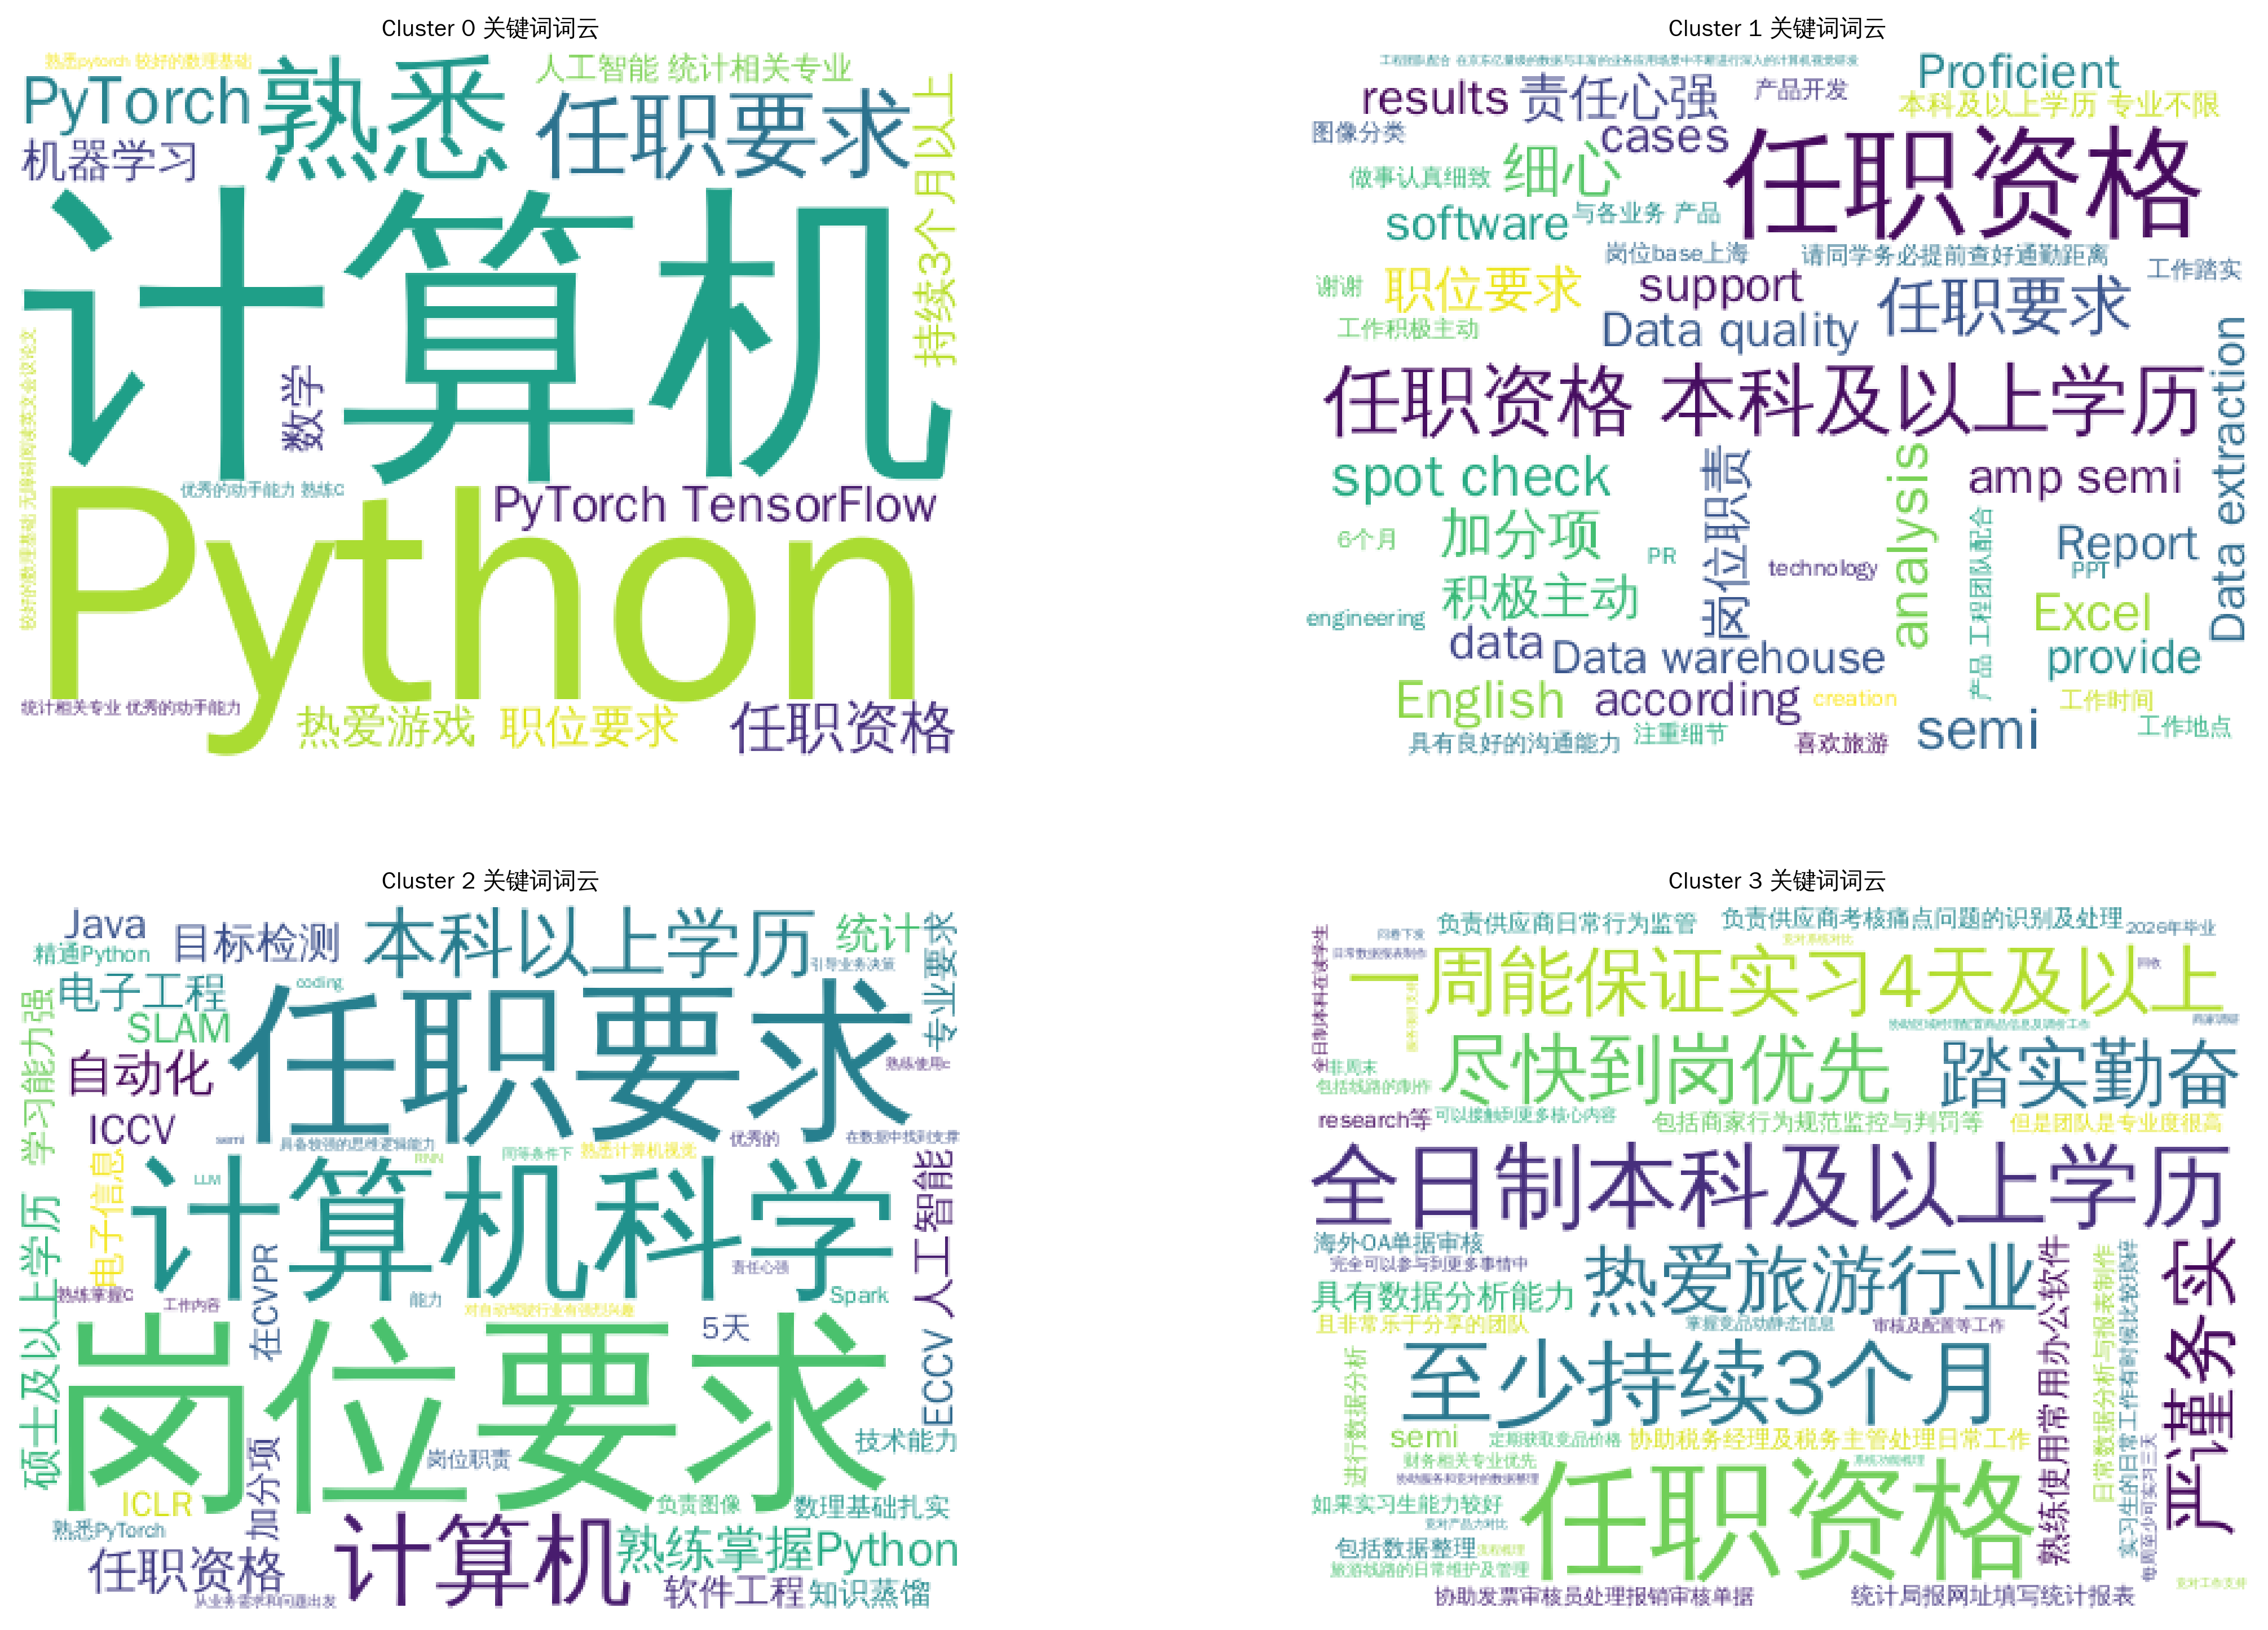 Cluster 0 关键词词云
熟悉pytorch 较好的数理基础
PyTorch
熟悉
人工智能 统计相关专业
任职要求
机器学习
持续3个月以上
计算机
数学
较好的数理基础 无障碍阅读英文会议论文
优秀的动手能力 熟练C
PyTorch TensorFlow
Python
统计相关专业 优秀的动手能力
热爱游戏
职位要求
任职资格
Cluster 1 关键词词云
工程团队配合 在京东亿量级的数据与丰富的业务应用场景中不断进行深入的计算机视觉研发
results
责任心强
产品开发
Proficient
本科及以上学历 专业不限
图像分类
cases
任职资格
做事认真细致
细心
software
与各业务 产品
岗位base上海
请同学务必提前查好通勤距离
工作踏实
谢谢
职位要求
support
任职要求
工作积极主动
Data quality
任职资格 本科及以上学历
Data extraction
spot check
岗位职责
analysis
amp semi
6个月
加分项
PR
technology
产品 工程团队配合
Report
PPT
engineering
积极主动
Excel
data
Data warehouse
provide
English
according
creation
工作时间
具有良好的沟通能力
注重细节
喜欢旅游
semi
工作地点
Cluster 2 关键词词云
Java
目标检测
本科以上学历
统计
精通Python
引导业务决策
专业要求
电子工程
coding
任职要求
SLAM
学习能力强
自动化
熟练使用c
ICCV
semi
具备较强的思维逻辑能力
优秀的
在数据中找到支撑
RNN
同等条件下
熟悉计算机视觉
电子信息
LLM
计算机科学
人工智能
硕士及以上学历
在CVPR
责任心强
熟练掌握C
工作内容
能力
对自动驾驶行业有强烈兴趣
Spark
岗位要求
5天
ECCV
技术能力
加分项
岗位职责
ICLR
负责图像
数理基础扎实
熟悉PyTorch
任职资格
计算机
熟练掌握Python
软件工程
知识蒸馏
从业务需求和问题出发
Cluster 3 关键词词云
全日制本科在读学生
问卷下发
负责供应商日常行为监管
负责供应商考核痛点问题的识别及处理
2026年毕业
竞对系统对比
日常数据报表制作
一周能保证实习4天及以上
回收
协助区域经理配置商品信息及调价工作
商家调研
非周末
尽快到岗优先
踏实勤奋
包括线路的制作
research等
可以接触到更多核心内容
包括商家行为规范监控与判罚等
但是团队是专业度很高
全日制本科及以上学历
海外OA单据审核
完全可以参与到更多事情中
热爱旅游行业
熟练使用常用办公软件
日常数据分析与报表制作
实习生的日常工作有时候比较琐碎
严谨务实
具有数据分析能力
且非常乐于分享的团队
掌握竞品动静态信息
审核及配置等工作
进行数据分析
至少持续3个月
semi
定期获取竞品价格
协助税务经理及税务主管处理日常工作
财务相关专业优先
系统功能梳理
协助服务和竞对的数据整理
每周至少可实习三天
任职资格
如果实习生能力较好
竞对产品力对比
包括数据整理
流程梳理
旅游线路的日常维护及管理
竞对工作支持
协助发票审核员处理报销审核单据
统计局报网址填写统计报表